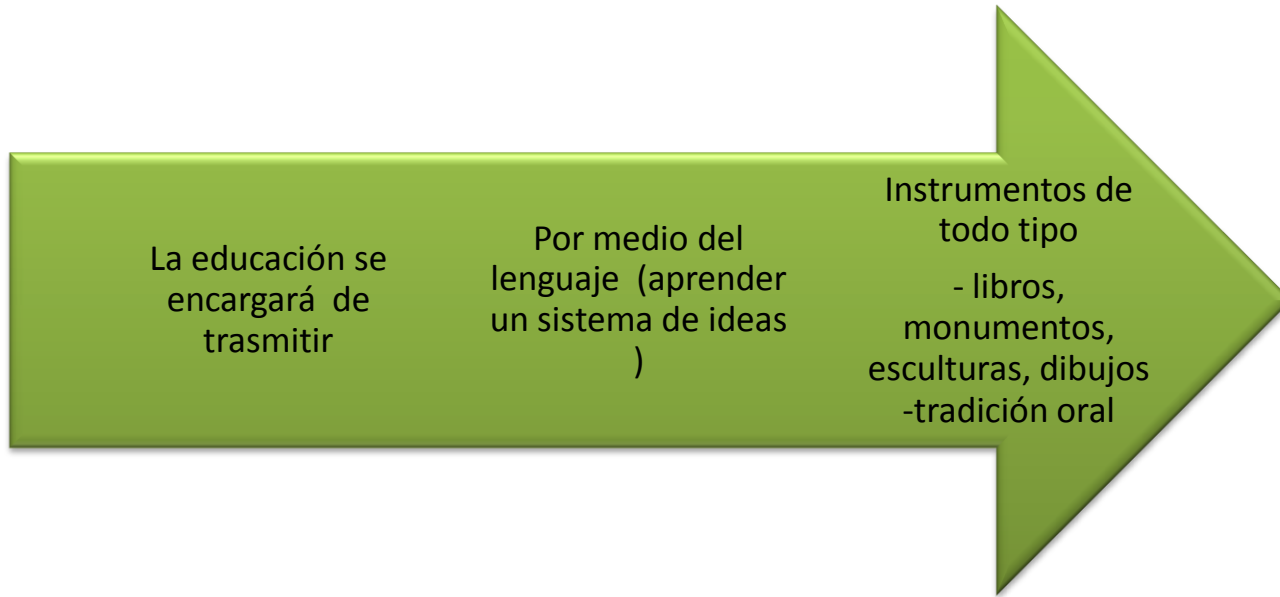 La educación se
encargará  de
trasmitir
Por medio del
lenguaje  (aprender
un sistema de ideas
)
Instrumentos de
todo tipo
- libros,
monumentos,
esculturas, dibujos
-tradición oral